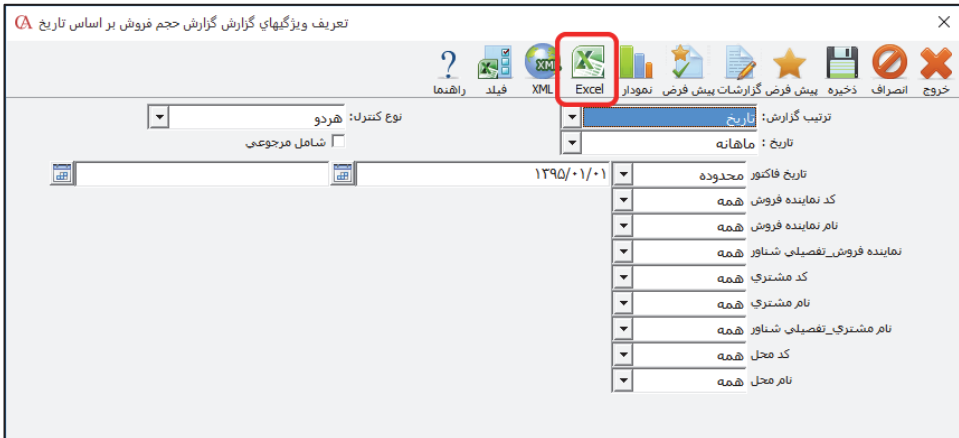 تعریف ویژگیهای گزارش گزارش حجم فروش بر اساس تاریخ
خروج انصراف ذخیره پیش فرض گزارشات پیش فرض نمودار Excel XML فیلد راهنما
ترتیب گزارش: تاریخ نوع کنترل: هردو
تاریخ : ماهانه شامل مرجوعی
تاریخ فاکتور محدوده ۱۳۹۵/۰۱/۰۱
کد نماینده فروش همه
نام نماینده فروش همه
نماینده فروش_تفصیلی شناور همه
کد مشتري همه
نام مشتري همه
نام مشتري_تفصیلی شناور همه
کد محل همه
نام محل همه